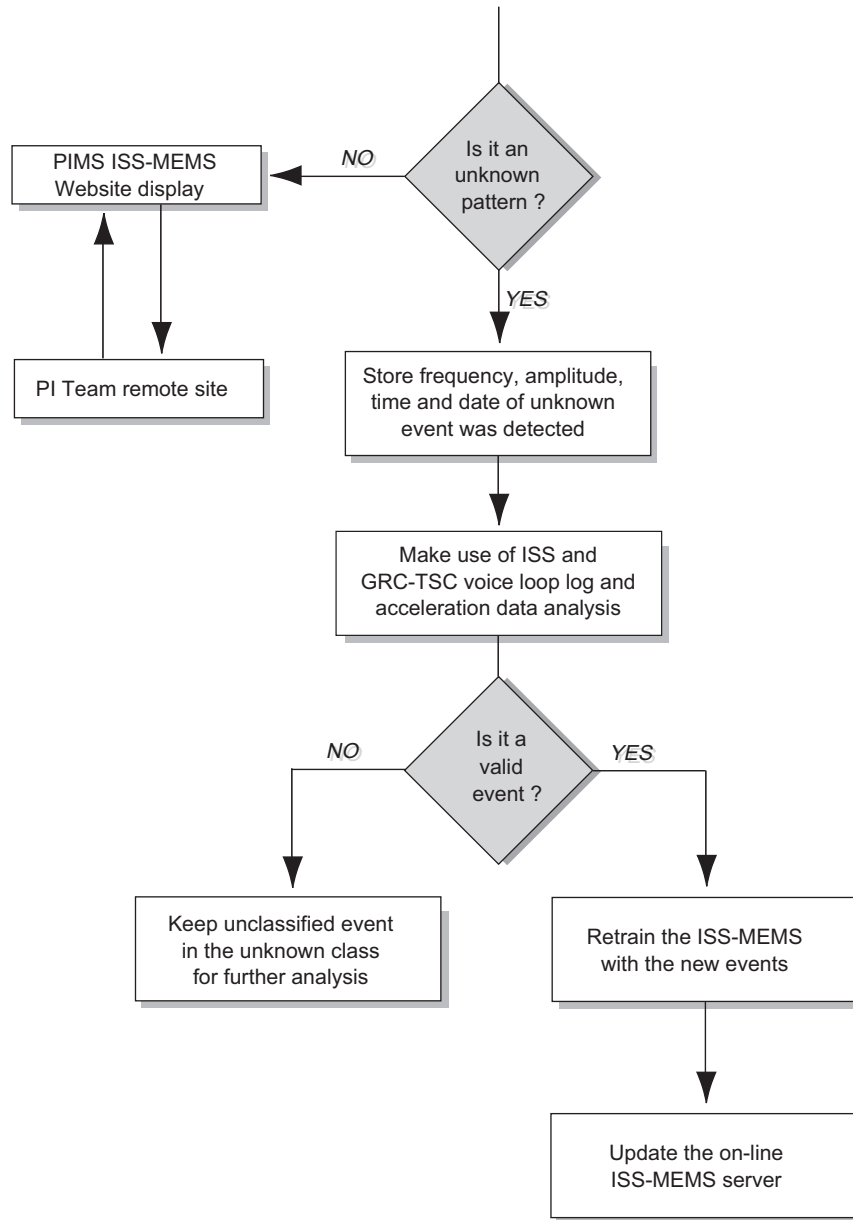 Is it an
unknown
pattern ?
NO
PIMS ISS-MEMS
Website display
PI Team remote site
YES
Store frequency, amplitude,
time and date of unknown
event was detected
Make use of ISS and
GRC-TSC voice loop log and
acceleration data analysis
Is it a
valid
event ?
NO
YES
Keep unclassified event
in the unknown class
for further analysis
Retrain the ISS-MEMS
with the new events
Update the on-line
ISS-MEMS server